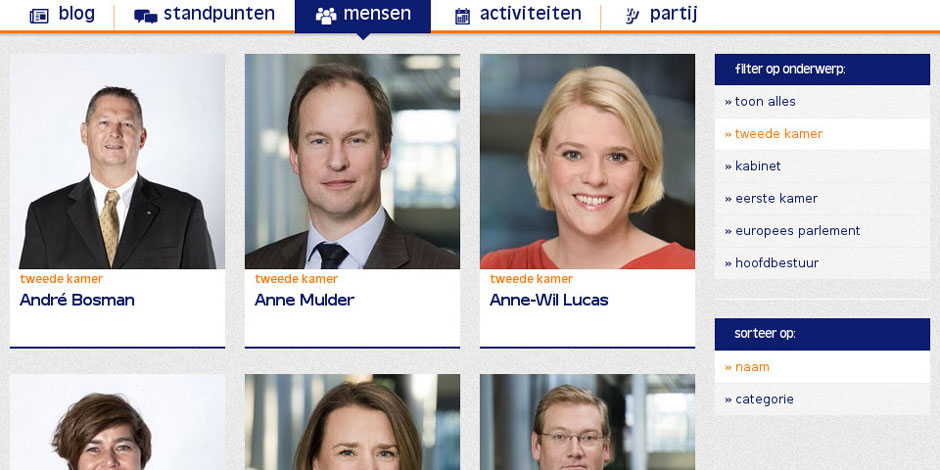 blog
standpunten
mensen
activiteiten
partij
tweede kamer
André Bosman
tweede kamer
Anne Mulder
tweede kamer
Anne-Wil Lucas
filter op onderwerp:
» toon alles
» tweede kamer
» kabinet
» eerste kamer
» europees parlement
» hoofdbestuur
sorteer op:
» naam
» categorie